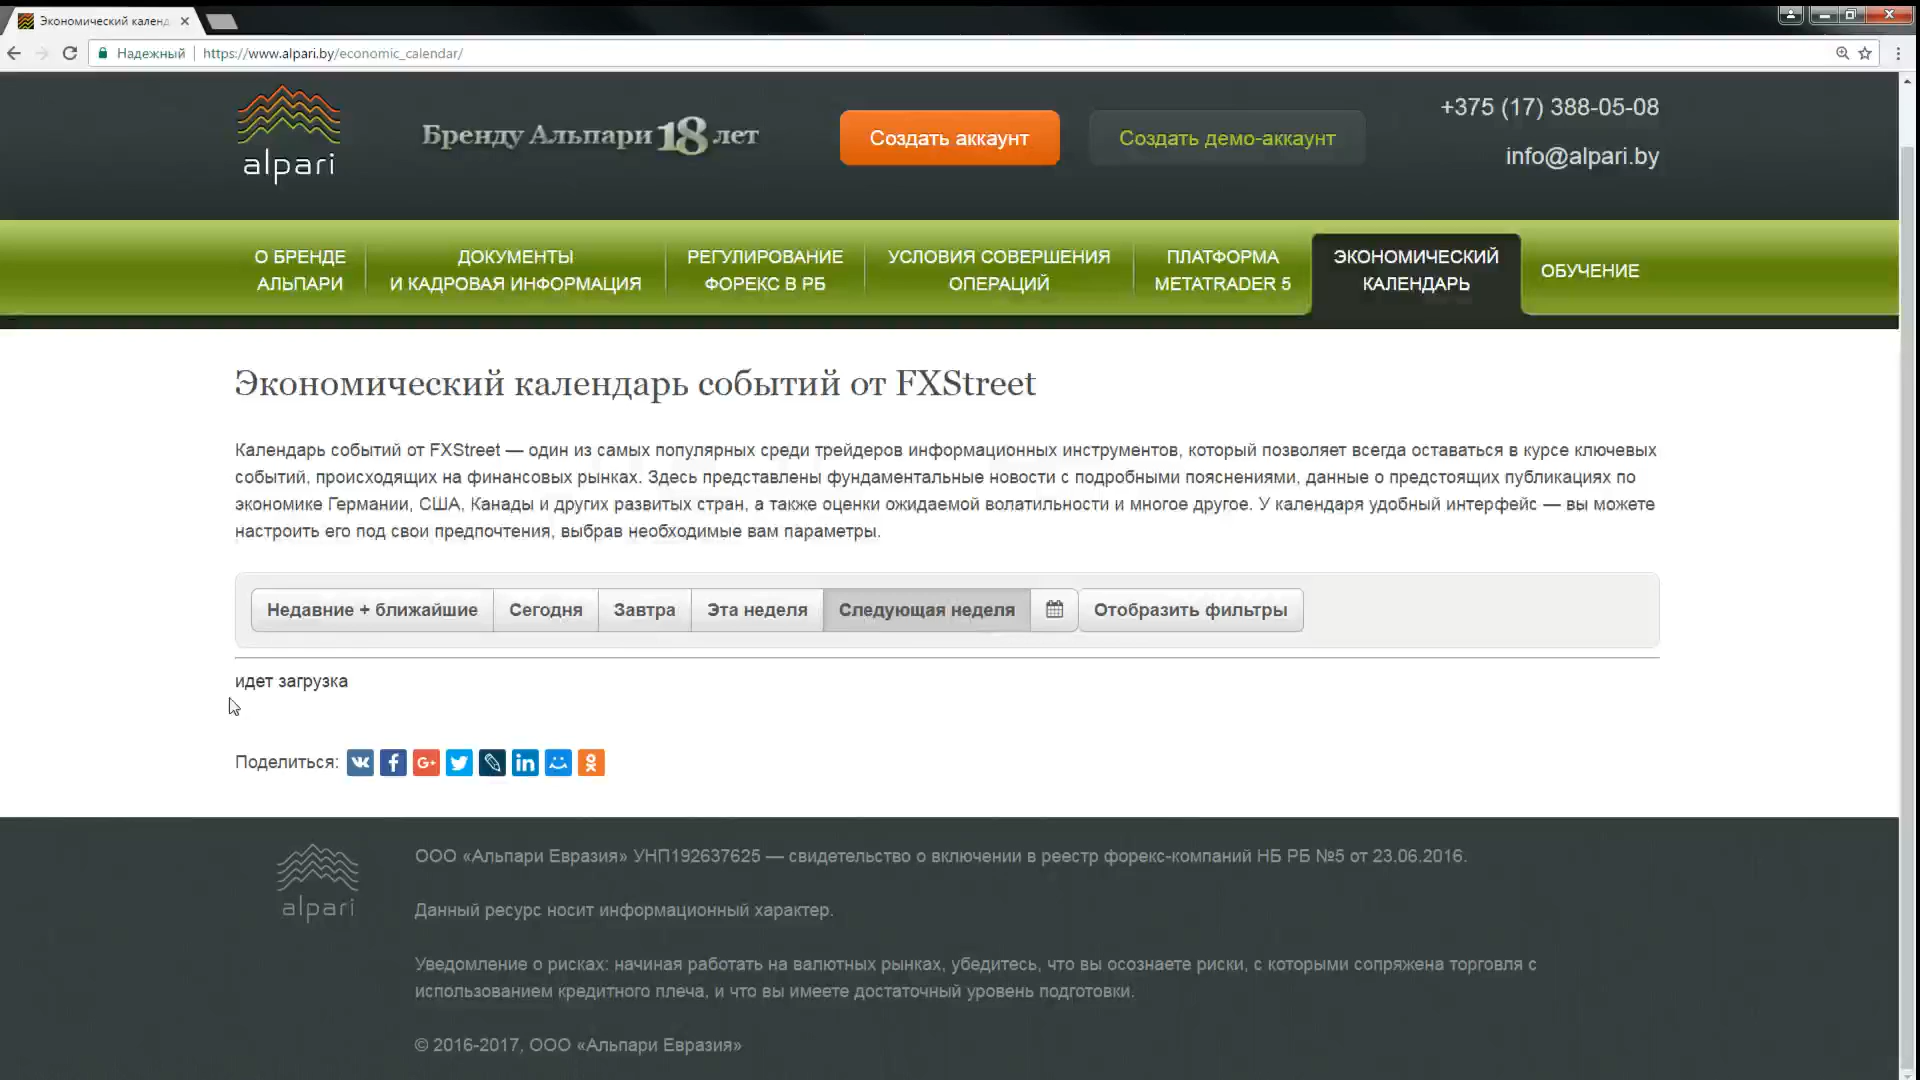 Экономический календ
Надежный
https://www.alpari.by/economic_calendar/
alpari
Бренду Альпари 18 лет
Создать аккаунт
Создать демо-аккаунт
+375 (17) 388-05-08
info@alpari.by
О БРЕНДЕ
АЛЬПАРИ
ДОКУМЕНТЫ
И КАДРОВАЯ ИНФОРМАЦИЯ
РЕГУЛИРОВАНИЕ
ФОРЕКС В РБ
УСЛОВИЯ СОВЕРШЕНИЯ
ОПЕРАЦИЙ
ПЛАТФОРМА
METATRADER 5
ЭКОНОМИЧЕСКИЙ
КАЛЕНДАРЬ
ОБУЧЕНИЕ
Экономический календарь событий от FXStreet
Календарь событий от FXStreet — один из самых популярных среди трейдеров информационных инструментов, который позволяет всегда оставаться в курсе ключевых
событий, происходящих на финансовых рынках. Здесь представлены фундаментальные новости с подробными пояснениями, данные о предстоящих публикациях по
экономике Германии, США, Канады и других развитых стран, а также оценки ожидаемой волатильности и многое другое. У календаря удобный интерфейс — вы можете
настроить его под свои предпочтения, выбрав необходимые вам параметры.
Недавние + ближайшие
Сегодня
Завтра
Эта неделя
Следующая неделя
Отобразить фильтры
идет загрузка
Поделиться:
alpari
ООО «Альпари Евразия» УНП192637625 — свидетельство о включении в реестр форекс-компаний НБ РБ №5 от 23.06.2016.
Данный ресурс носит информационный характер.
Уведомление о рисках: начиная работать на валютных рынках, убедитесь, что вы осознаете риски, с которыми сопряжена торговля с
использованием кредитного плеча, и что вы имеете достаточный уровень подготовки.
© 2016-2017, ООО «Альпари Евразия»